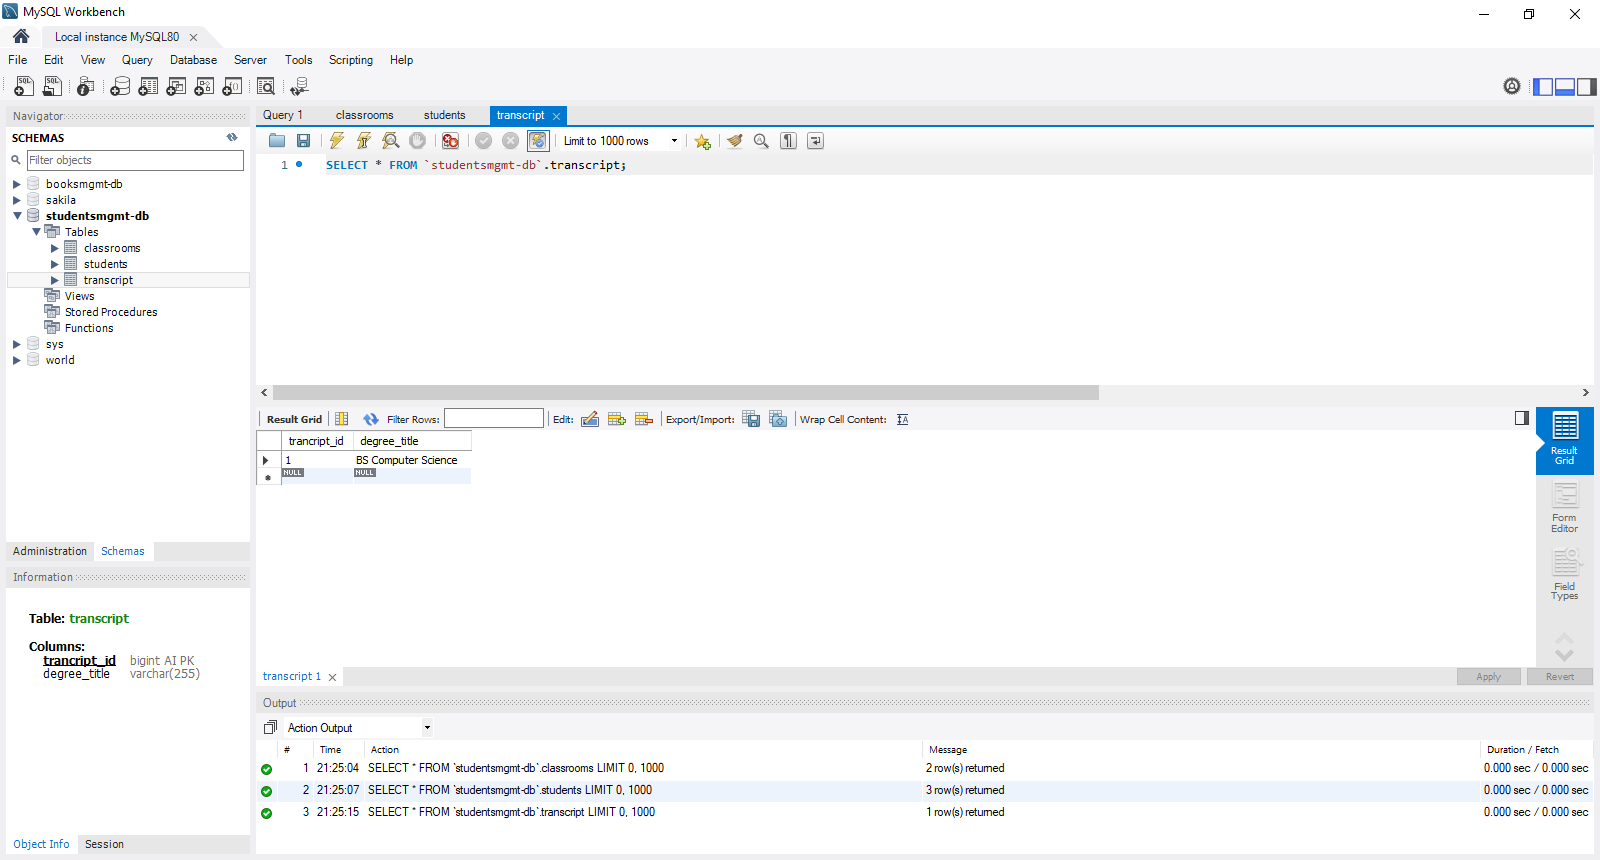 MySQL Workbench
Local instance MySQL80
File Edit View Query Database Server Tools Scripting Help
SQL SQL
Navigator
SCHEMAS
Filter objects
booksmgmt-db
sakila
studentsmgmt-db
Tables
classrooms
students
transcript
Views
Stored Procedures
Functions
sys
world
Administration Schemas
Information
Table: transcript
Columns:
trancript_id bigint AI PK
degree_title varchar(255)
Object Info Session
Query 1 classrooms students transcript
Limit to 1000 rows
1 SELECT * FROM `studentsmgmt-db`.transcript;
Result Grid Filter Rows: Edit: Export/Import: Wrap Cell Content:
trancript_id degree_title
1 BS Computer Science
NULL NULL
Result
Grid
Form
Editor
Field
Types
transcript 1
Apply Revert
Output
Action Output
# Time Action Message Duration / Fetch
1 21:25:04 SELECT * FROM `studentsmgmt-db`.classrooms LIMIT 0, 1000 2 row(s) returned 0.000 sec / 0.000 sec
2 21:25:07 SELECT * FROM `studentsmgmt-db`.students LIMIT 0, 1000 3 row(s) returned 0.000 sec / 0.000 sec
3 21:25:15 SELECT * FROM `studentsmgmt-db`.transcript LIMIT 0, 1000 1 row(s) returned 0.000 sec / 0.000 sec